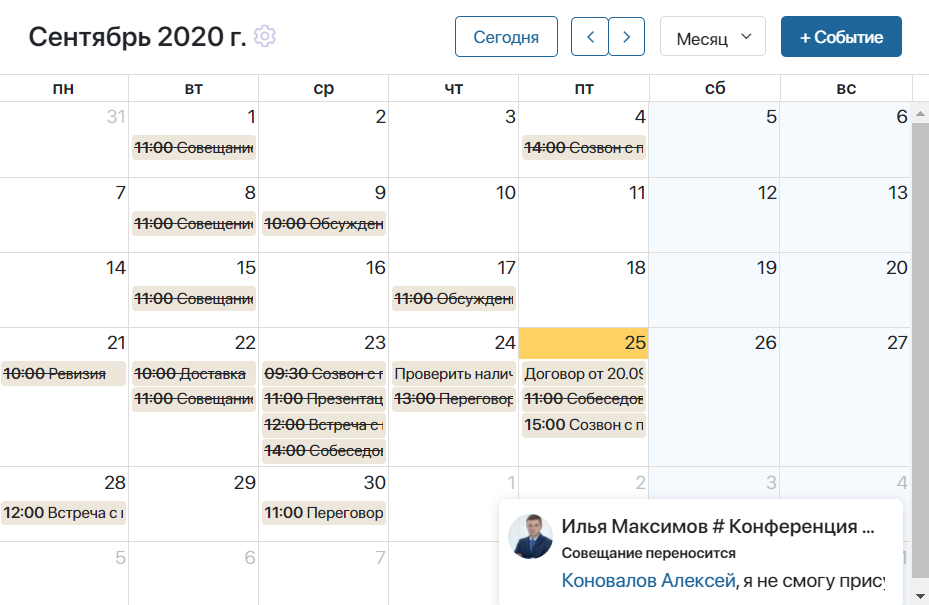 Сентябрь 2020 г.
Сегодня
Месяц
+ Событие
пн вт ср чт пт сб вс
31 1 2 3 4 5 6
11:00 Совещани 14:00 Созвон с п
7 8 9 10 11 12 13
11:00 Совещени 10:00 Обсужден
14 15 16 17 18 19 20
11:00 Совещани 11:00 Обсужден
21 22 23 24 25 26 27
10:00 Ревизия 10:00 Доставка 09:30 Созвон с Проверить налич Договор от 20.09
11:00 Совещани 11:00 Презентац 13:00 Переговор 11:00 Собеседов
12:00 Встреча с 15:00 Созвон с п
14:00 Собеседо
28 29 30 1 2 3 4
12:00 Встреча с 11:00 Переговор
5 6 7
Илья Максимов # Конференция ...
Совещание переносится
Коновалов Алексей, я не смогу прису